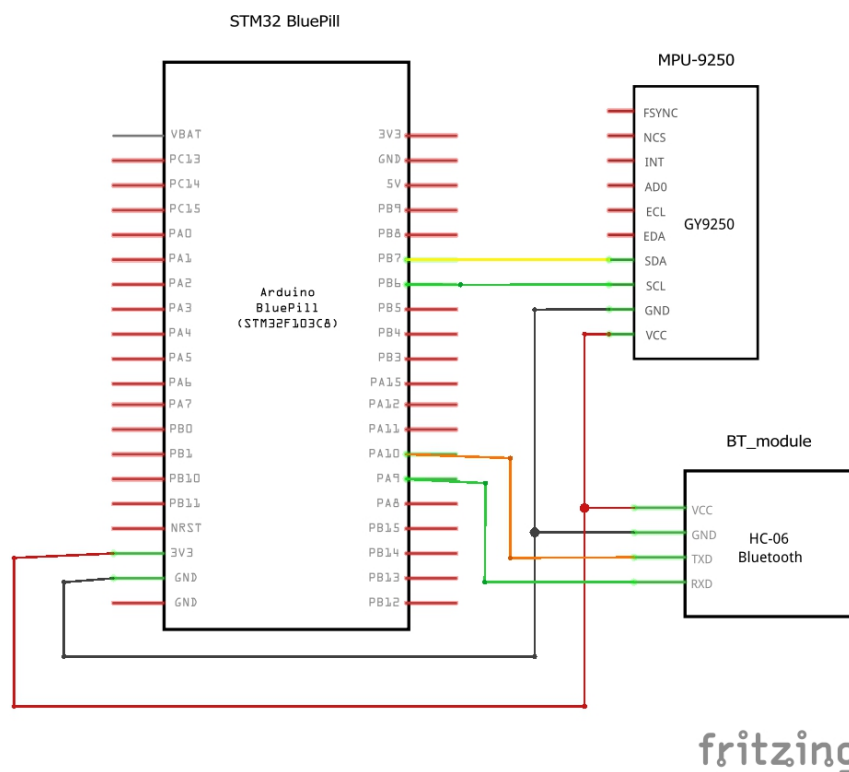 STM32 BluePill
VBAT
PC13
PC14
PC15
PA0
PA1
PA2
PA3
PA4
PA5
PA6
PA7
PB0
PB1
PB10
PB11
NRST
3V3
GND
GND
Arduino
BluePill
(STM32F103C8)
3V3
GND
5V
PB9
PB8
PB7
PB6
PB5
PB4
PB3
PA15
PA12
PA11
PA10
PA9
PA8
PB15
PB14
PB13
PB12
MPU-9250
FSYNC
NCS
INT
AD0
ECL
EDA
SDA
SCL
GND
VCC
GY9250
BT_module
VCC
GND
TXD
RXD
HC-06
Bluetooth
fritzing